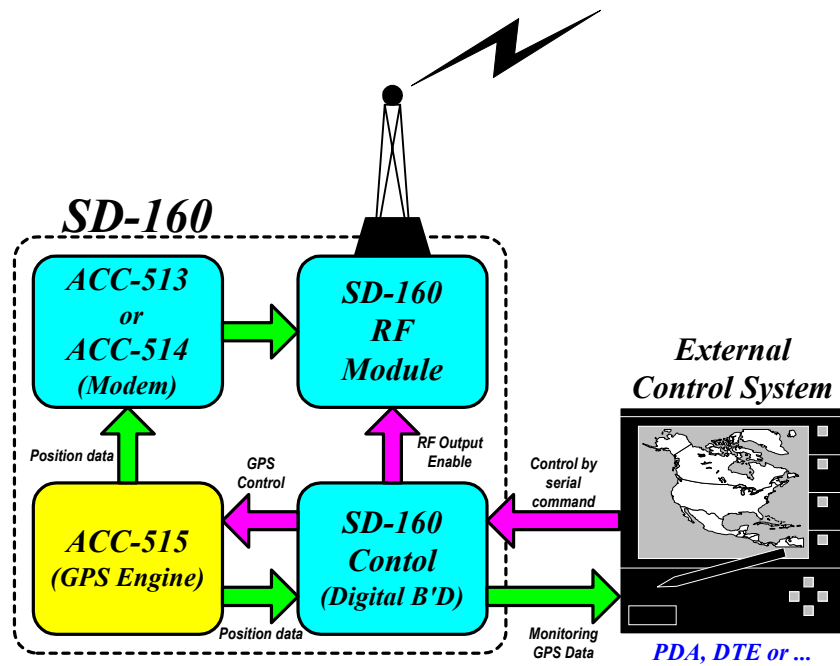 SD-160
ACC-513
or
ACC-514
(Modem)
SD-160
RF
Module
External
Control System
Position data
GPS
Control
RF Output
Enable
Control by
serial
command
ACC-515
(GPS Engine)
SD-160
Contol
(Digital B'D)
Position data
Monitoring
GPS Data
PDA, DTE or ...